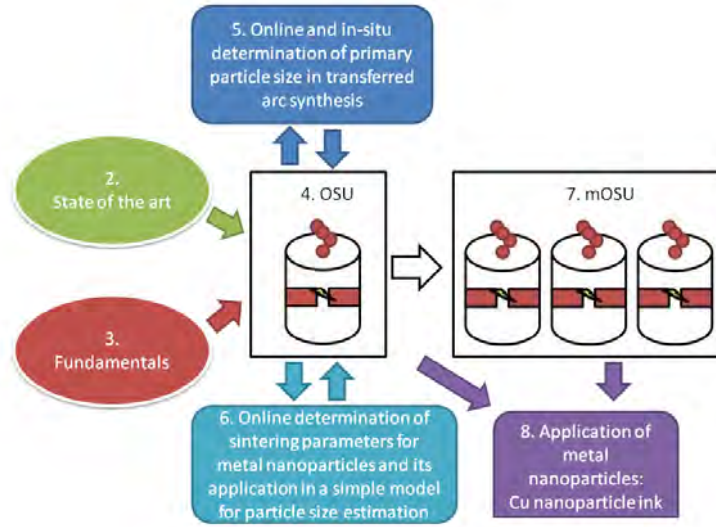 5. Online and in-situ
determination of primary
particle size in transferred
arc synthesis
2.
State of the art
4. OSU
7. mOSU
3.
Fundamentals
6. Online determination of
sintering parameters for
metal nanoparticles and its
application in a simple model
for particle size estimation
8. Application of
metal
nanoparticles:
Cu nanoparticle ink